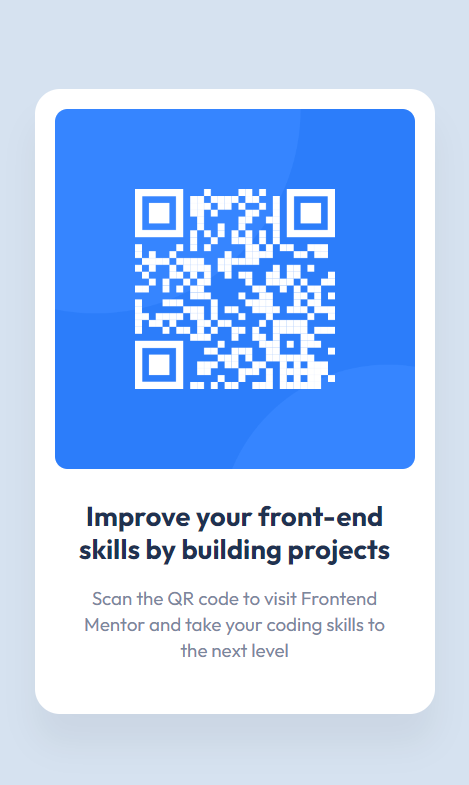 Improve your front-end
skills by building projects
Scan the QR code to visit Frontend
Mentor and take your coding skills to
the next level